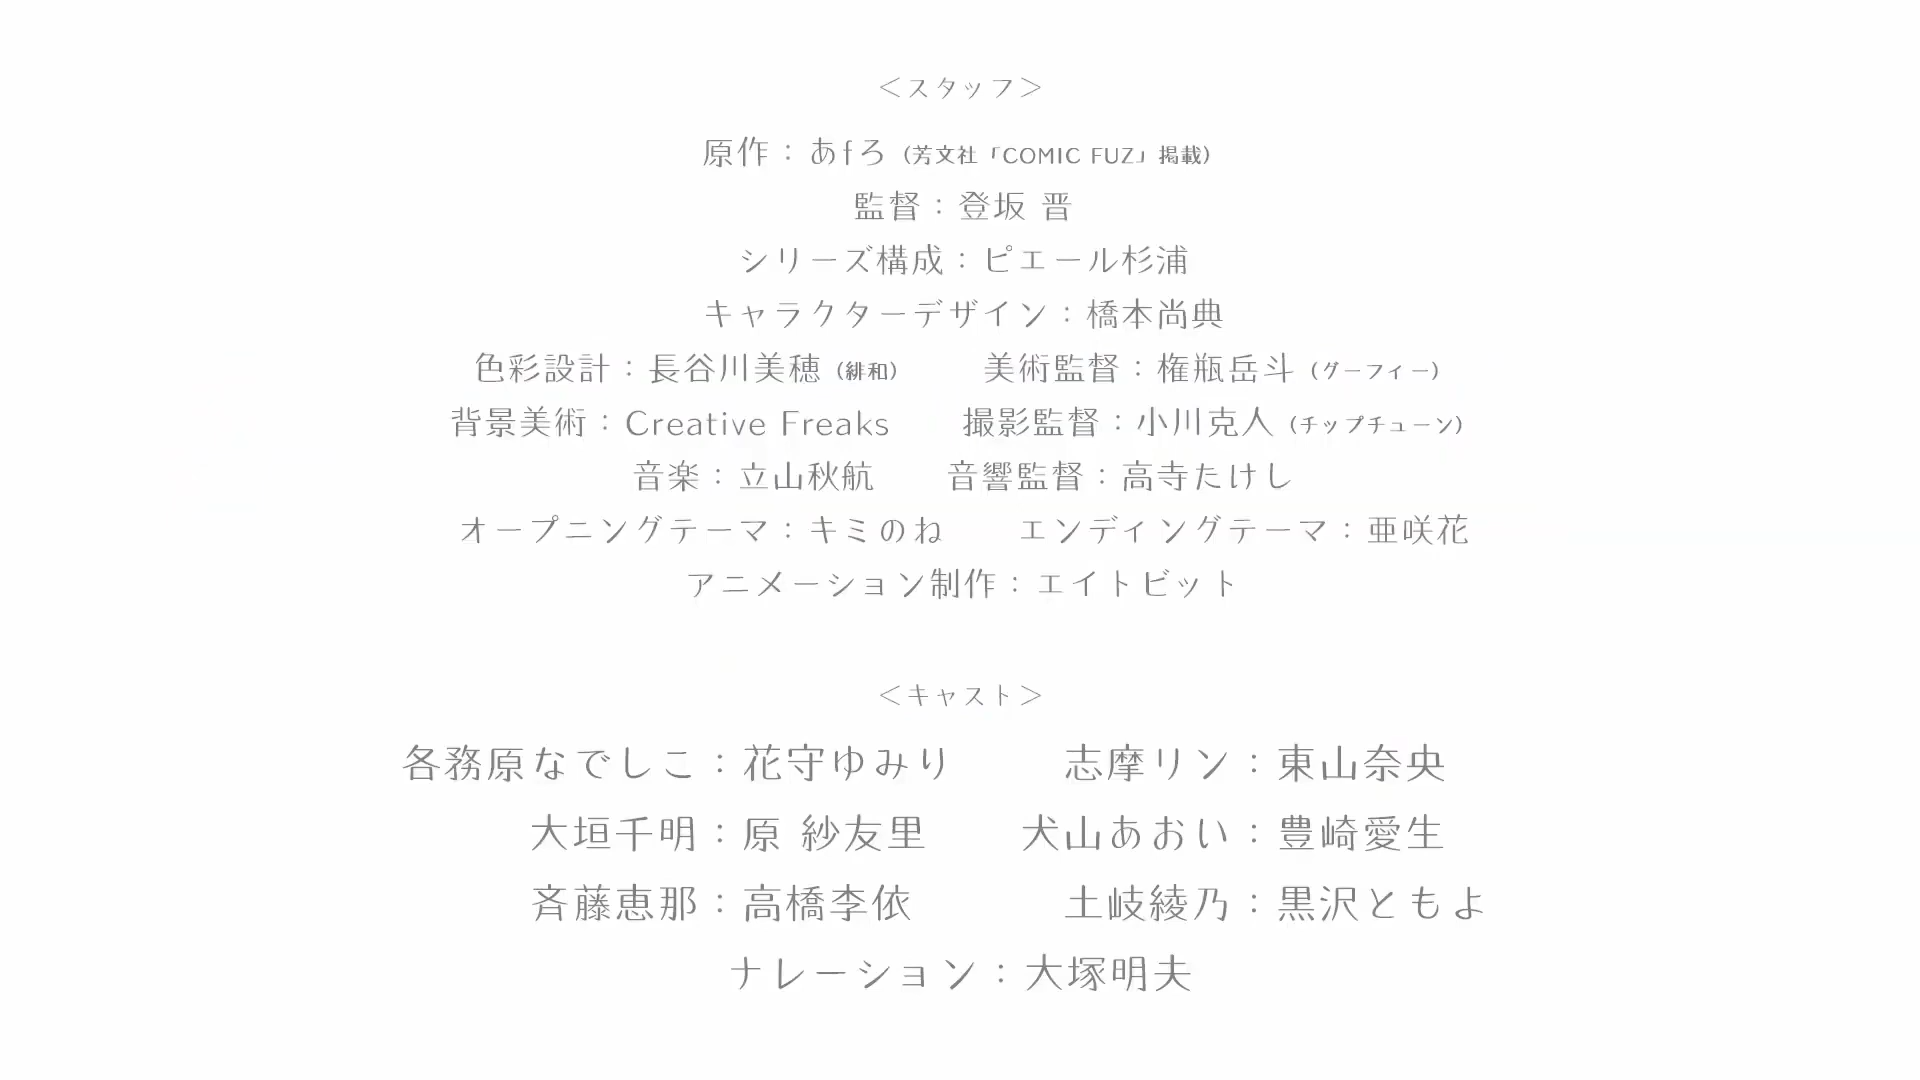 ＜スタッフ＞
原作：あfろ（芳文社「COMIC FUZ」掲載）
監督：登坂 晋
シリーズ構成：ピエール杉浦
キャラクターデザイン：橋本尚典
色彩設計：長谷川美穂（緋和）　美術監督：権瓶岳斗（グーフィー）
背景美術：Creative Freaks　撮影監督：小川克人（チップチューン）
音楽：立山秋航　音響監督：高寺たけし
オープニングテーマ：キミのね　エンディングテーマ：亜咲花
アニメーション制作：エイトビット
＜キャスト＞
各務原なでしこ：花守ゆみり　志摩リン：東山奈央
大垣千明：原 紗友里　犬山あおい：豊崎愛生
斉藤恵那：高橋李依　土岐綾乃：黒沢ともよ
ナレーション：大塚明夫